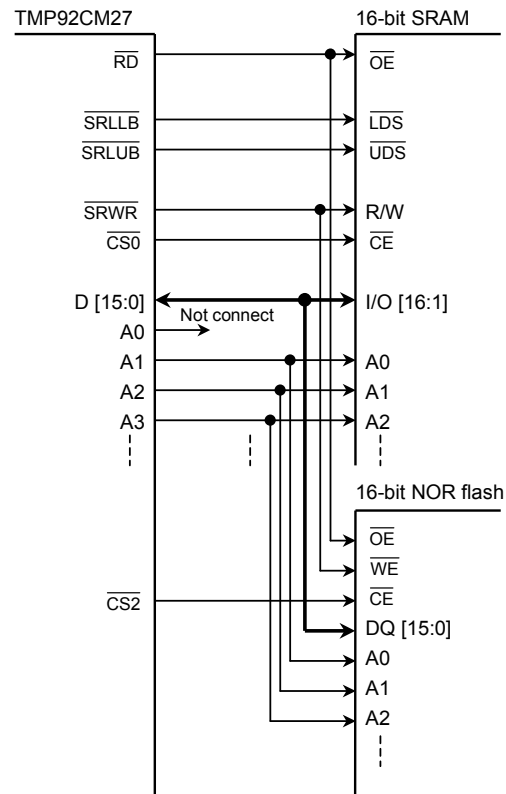 TMP92CM27 16-bit SRAM
RD OE
SRLLB LDS
SRLUB UDS
SRWR R/W
CS0 CE
D [15:0] I/O [16:1]
Not connect
A0
A1 A0
A2 A1
A3 A2
16-bit NOR flash
OE
WE
CS2 CE
DQ [15:0]
A0
A1
A2